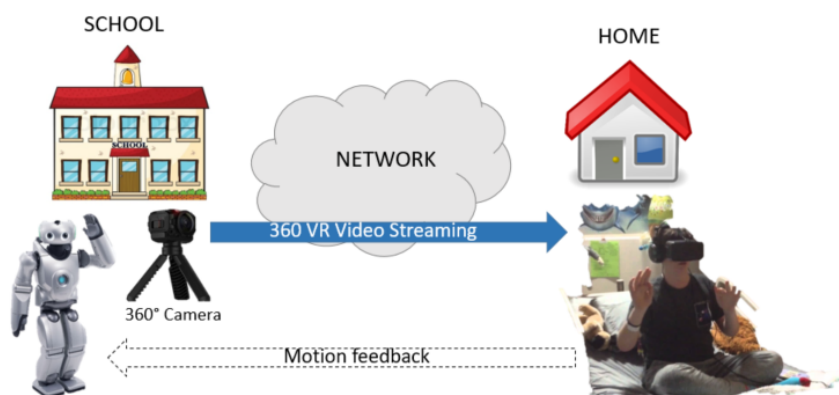 SCHOOL
HOME
SCHOOL
NETWORK
360 VR Video Streaming
360° Camera
Motion feedback